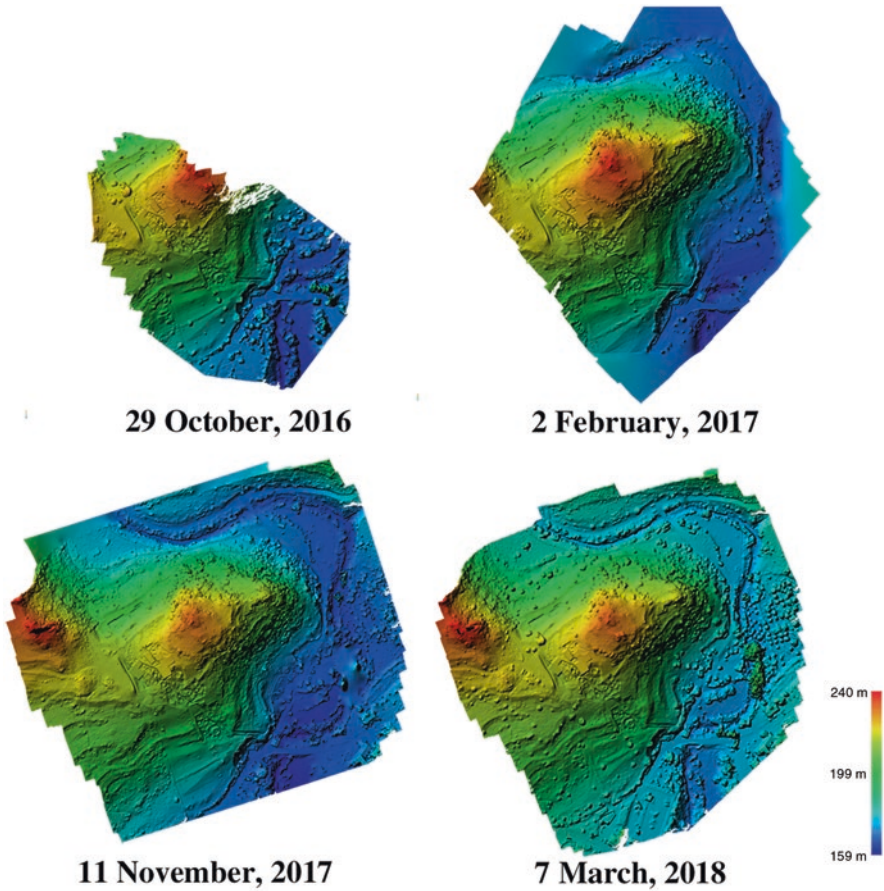 29 October, 2016
2 February, 2017
11 November, 2017
7 March, 2018
240 m
199 m
159 m